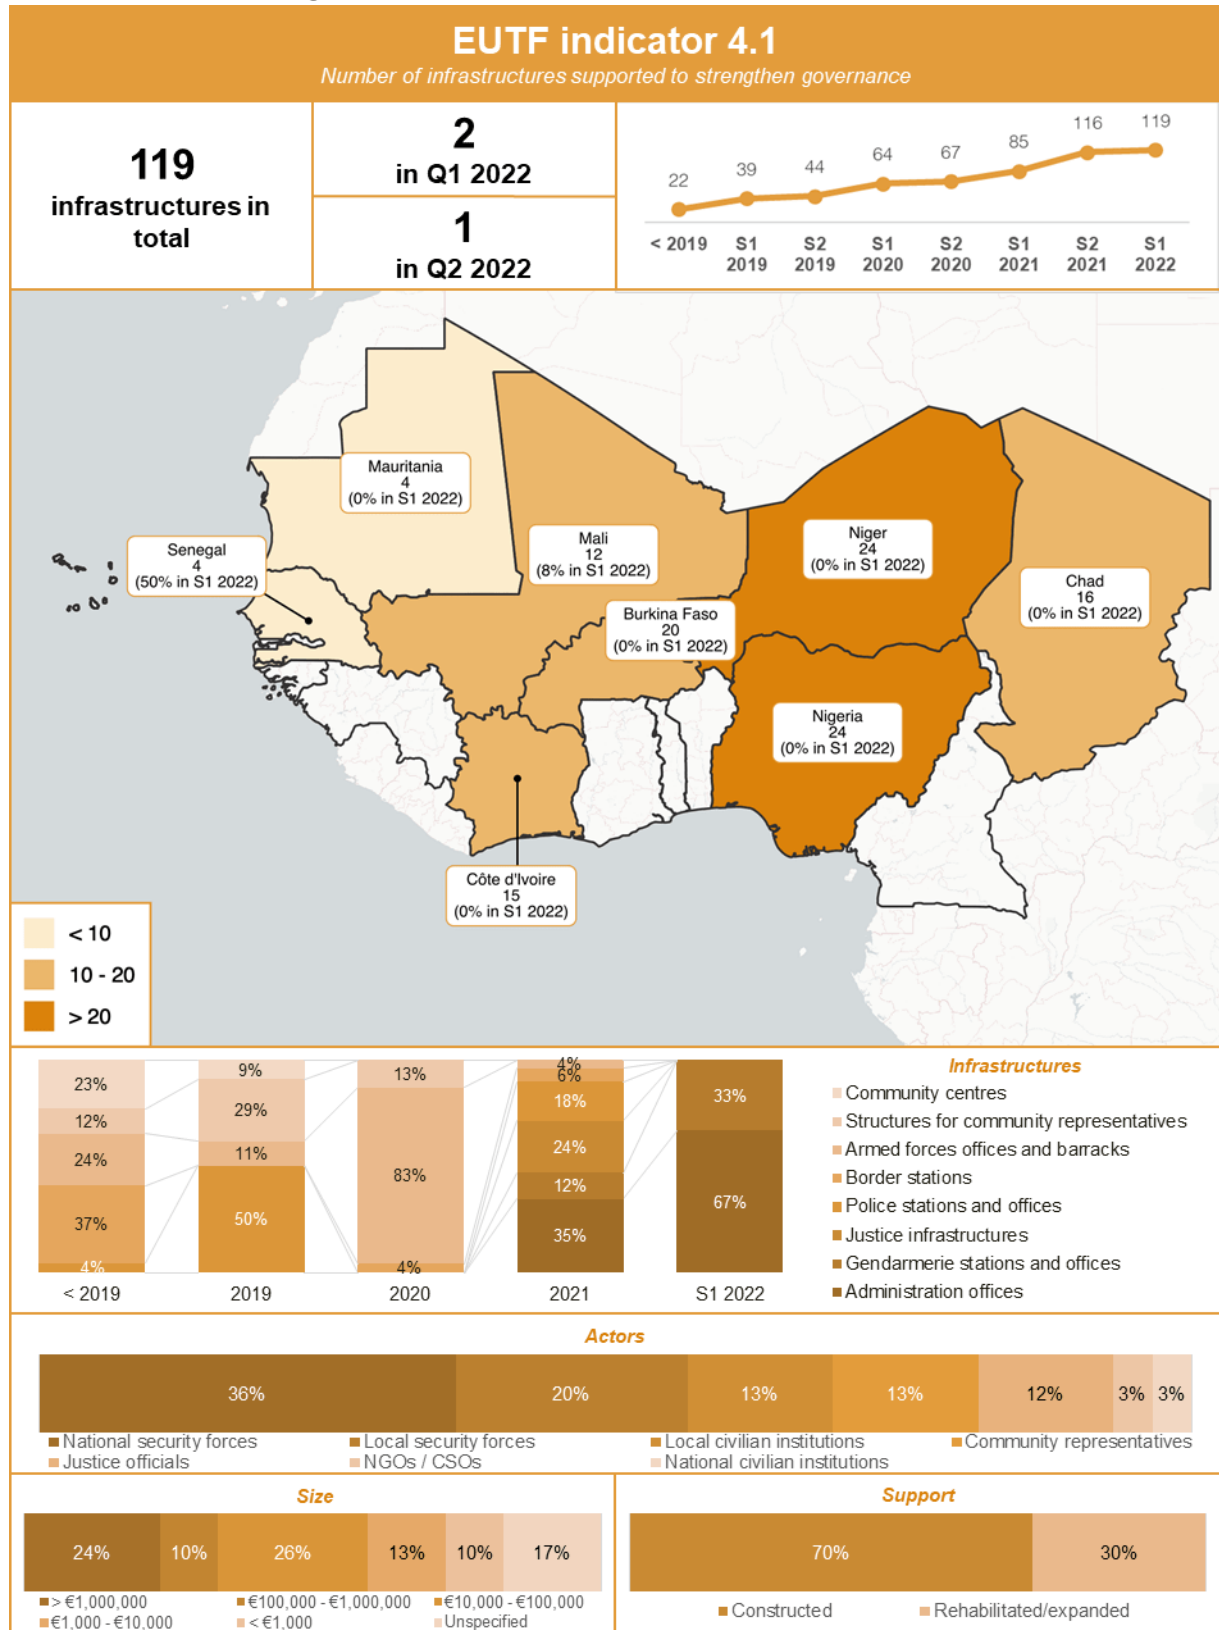 EUTF indicator 4.1
Number of infrastructures supported to strengthen governance
119
infrastructures in
total
2
in Q1 2022
1
in Q2 2022
22
39
44
64
67
85
116
119
< 2019
S1
2019
S2
2019
S1
2020
S2
2020
S1
2021
S2
2021
S1
2022
Mauritania
4
(0% in S1 2022)
Senegal
4
(50% in S1 2022)
Mali
12
(8% in S1 2022)
Niger
24
(0% in S1 2022)
Chad
16
(0% in S1 2022)
Burkina Faso
20
(0% in S1 2022)
Nigeria
24
(0% in S1 2022)
Côte d'Ivoire
15
(0% in S1 2022)
< 10
10 - 20
> 20
23%
12%
24%
37%
4%
< 2019
9%
29%
11%
50%
2019
13%
83%
4%
2020
4%
6%
18%
24%
12%
35%
2021
33%
67%
S1 2022
Infrastructures
Community centres
Structures for community representatives
Armed forces offices and barracks
Border stations
Police stations and offices
Justice infrastructures
Gendarmerie stations and offices
Administration offices
Actors
36% 20% 13% 13% 12% 3% 3%
National security forces Local security forces Local civilian institutions Community representatives
Justice officials NGOs / CSOs National civilian institutions
Size
24% 10% 26% 13% 10% 17%
> €1,000,000 €100,000 - €1,000,000 €10,000 - €100,000
€1,000 - €10,000 < €1,000 Unspecified
Support
70% 30%
Constructed Rehabilitated/expanded